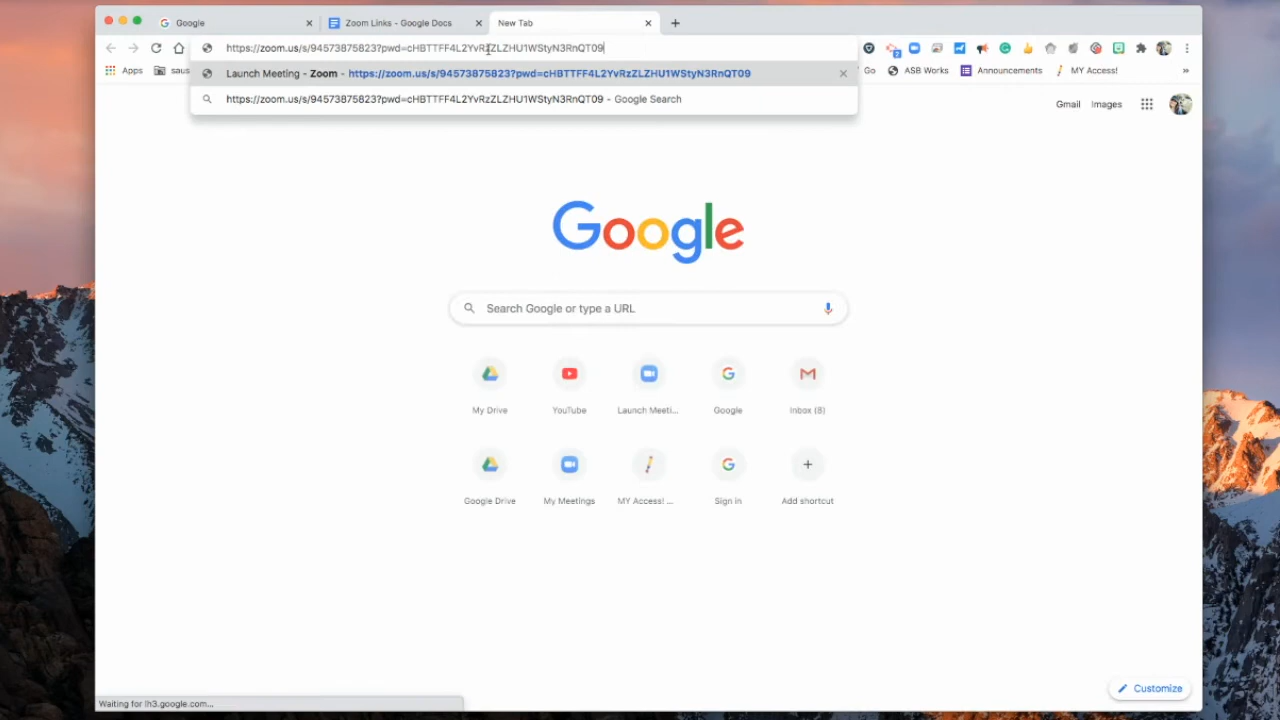 Google
Zoom Links - Google Docs
New Tab
https://zoom.us/s/94573875823?pwd=cHBTTFF4L2YvRzZLZHU1WStyN3RnQT09
Apps
saus
Launch Meeting - Zoom - https://zoom.us/s/94573875823?pwd=cHBTTFF4L2YvRzZLZHU1WStyN3RnQT09
Go
ASB Works
Announcements
MY Access!
https://zoom.us/s/94573875823?pwd=cHBTTFF4L2YvRzZLZHU1WStyN3RnQT09 - Google Search
Gmail
Images
Google
Search Google or type a URL
My Drive
YouTube
Launch Meeti...
Google
Inbox (8)
Google Drive
My Meetings
MY Access! ...
Sign in
Add shortcut
Customize
Waiting for lh3.google.com...